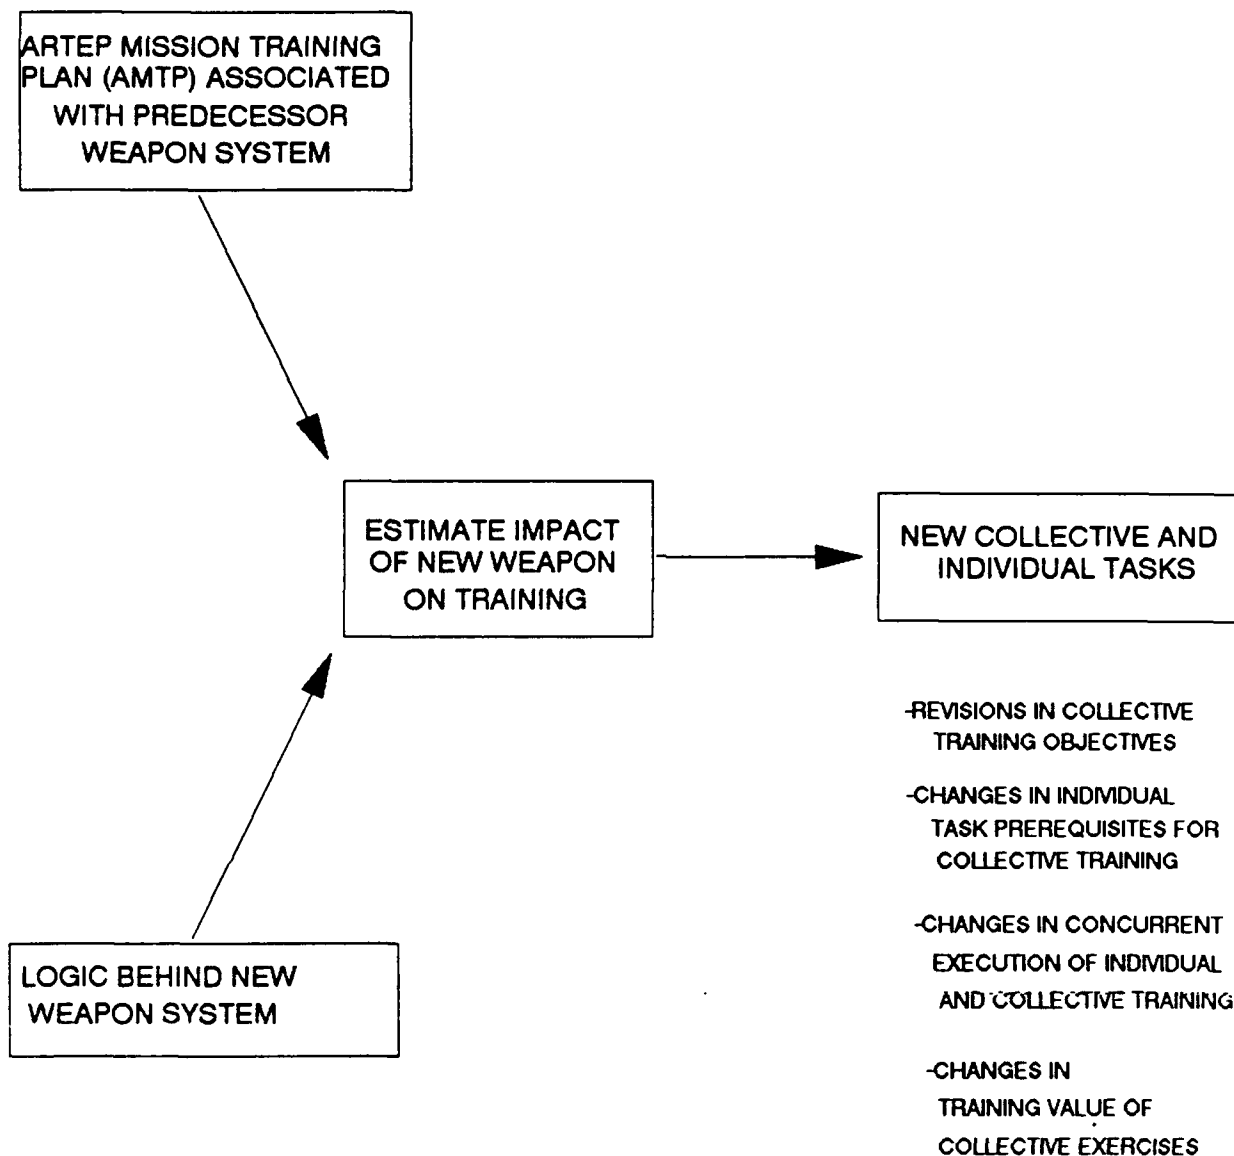 ARTEP MISSION TRAINING
PLAN (AMTP) ASSOCIATED
WITH PREDECESSOR
WEAPON SYSTEM
ESTIMATE IMPACT
OF NEW WEAPON
ON TRAINING
NEW COLLECTIVE AND
INDIVIDUAL TASKS
-REVISIONS IN COLLECTIVE
TRAINING OBJECTIVES
-CHANGES IN INDIVIDUAL
TASK PREREQUISITES FOR
COLLECTIVE TRAINING
-CHANGES IN CONCURRENT
EXECUTION OF INDIVIDUAL
AND COLLECTIVE TRAINING
-CHANGES IN
TRAINING VALUE OF
COLLECTIVE EXERCISES
LOGIC BEHIND NEW
WEAPON SYSTEM